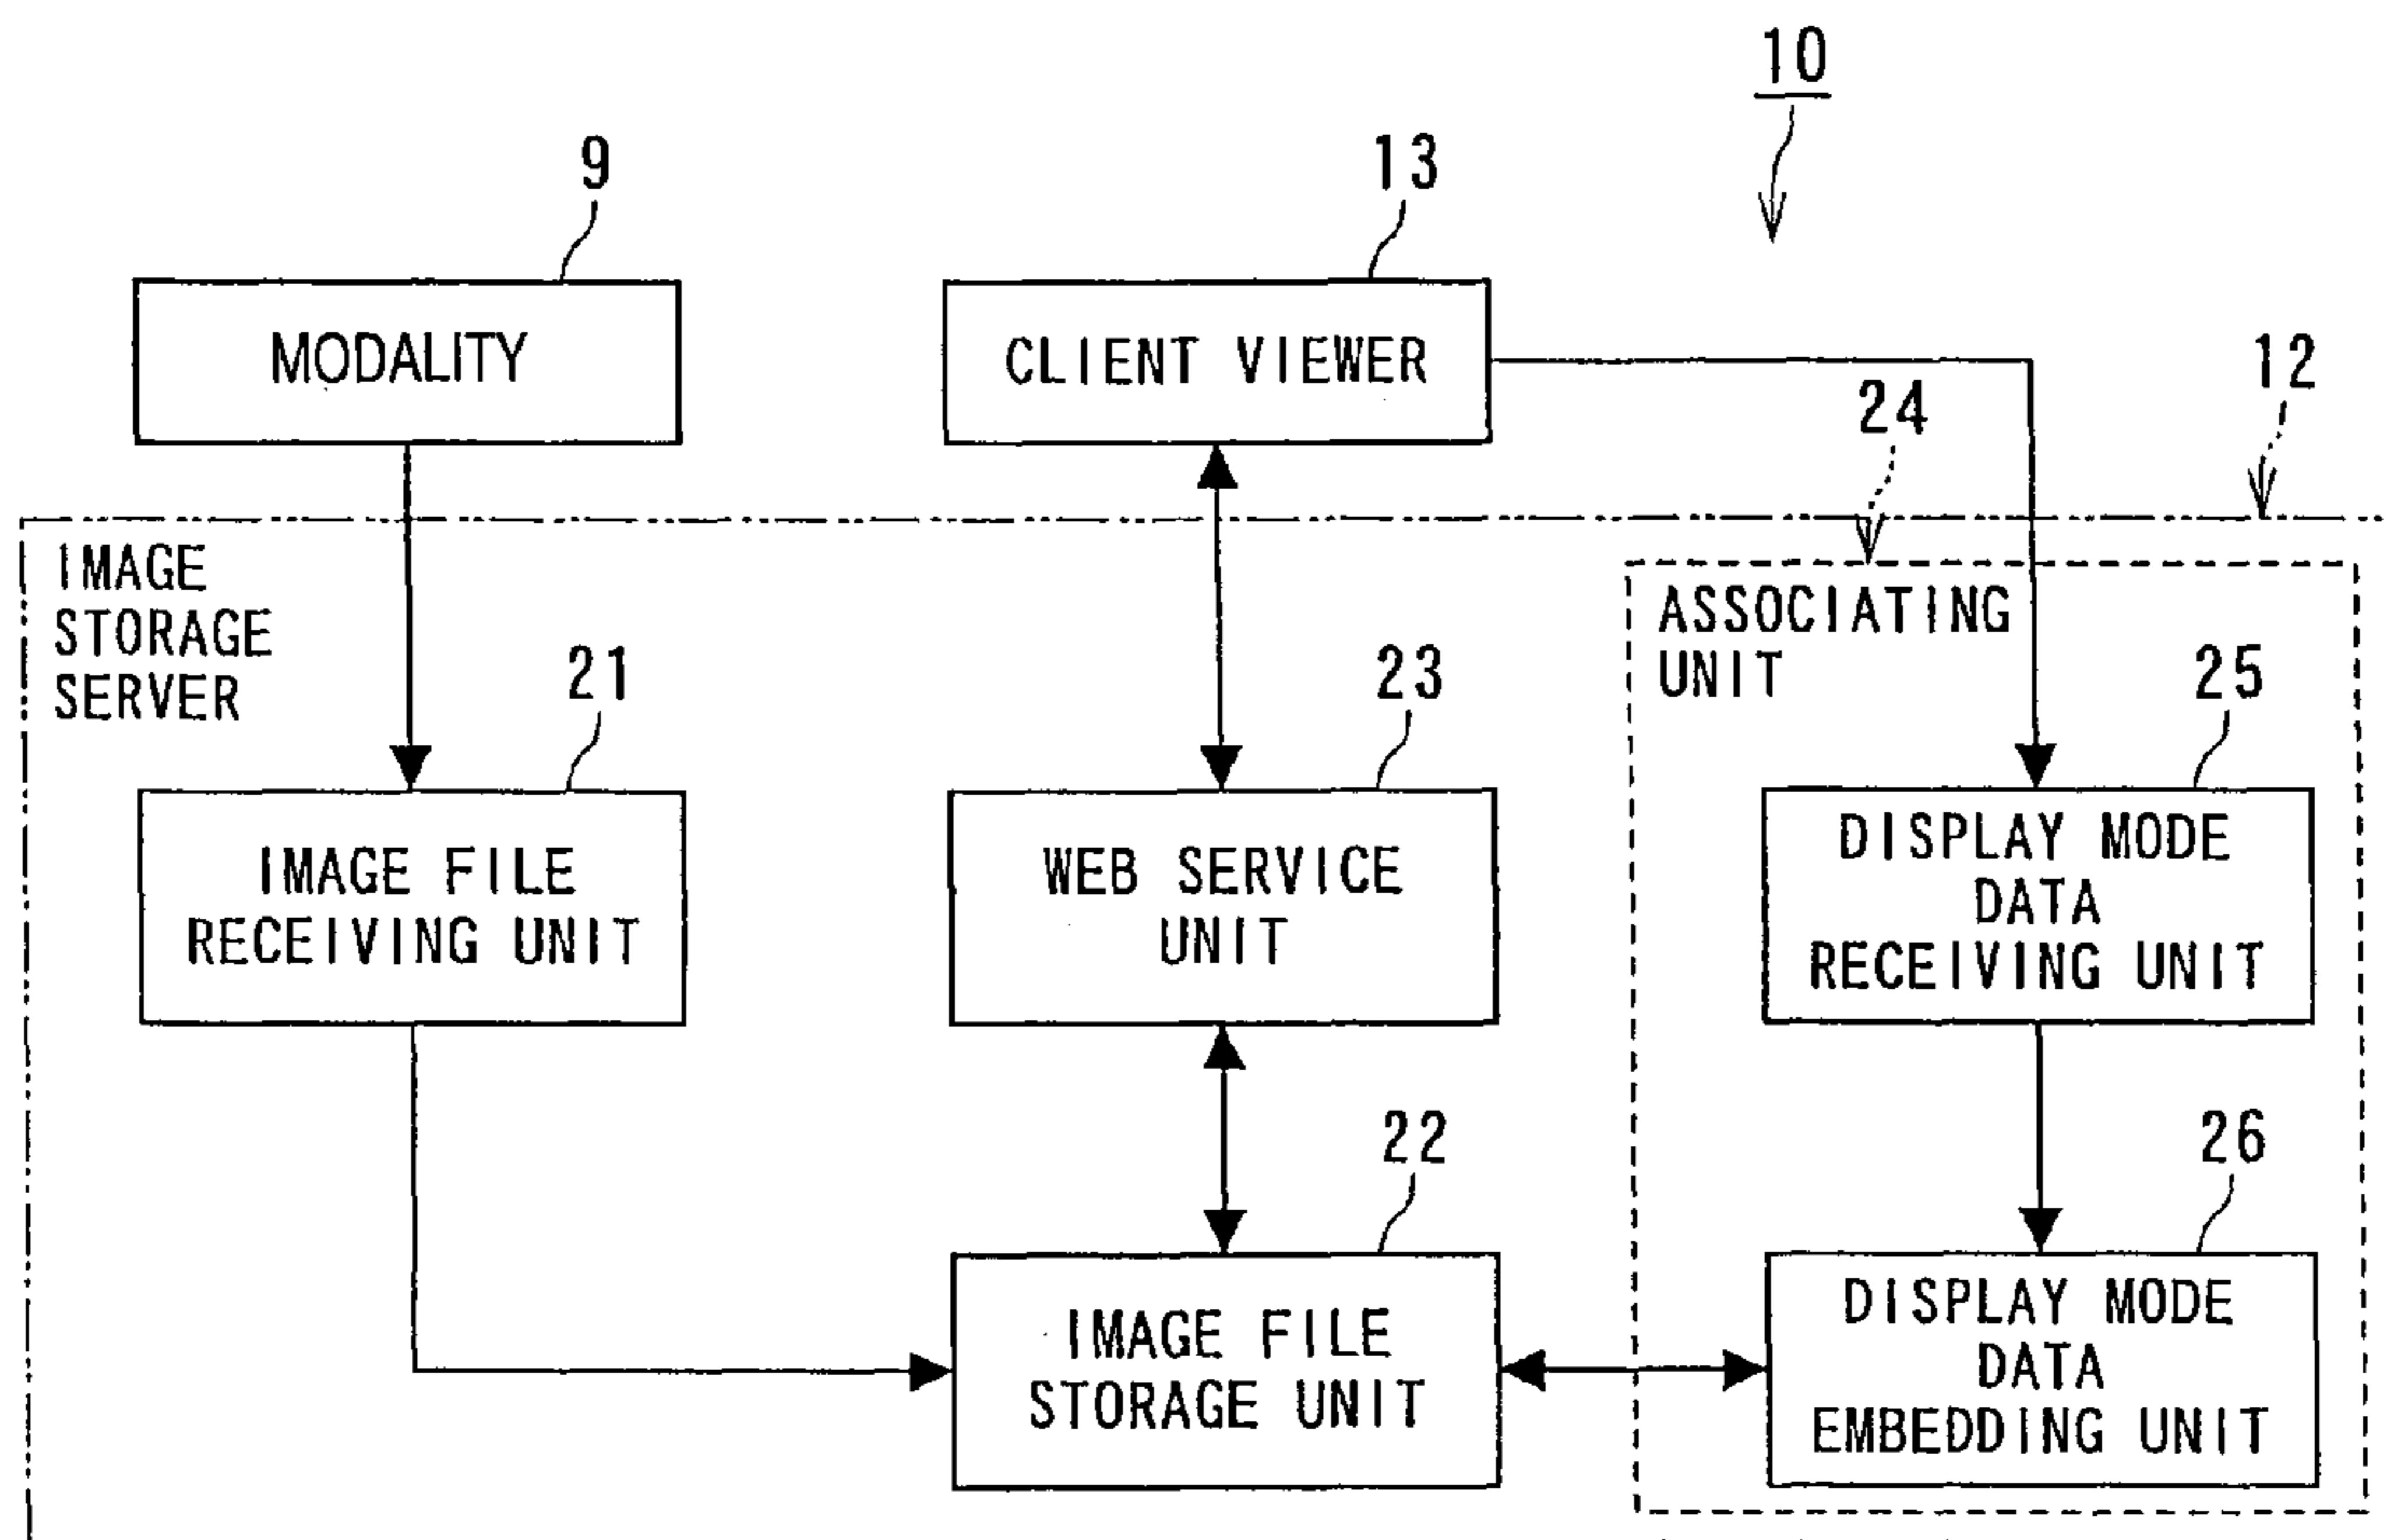 10
9
13
MODALITY
CLIENT VIEWER
12
24
IMAGE
STORAGE
SERVER
ASSOCIATING
UNIT
21
23
25
IMAGE FILE
RECEIVING UNIT
WEB SERVICE
UNIT
DISPLAY MODE
DATA
RECEIVING UNIT
22
26
IMAGE FILE
STORAGE UNIT
DISPLAY MODE
DATA
EMBEDDING UNIT